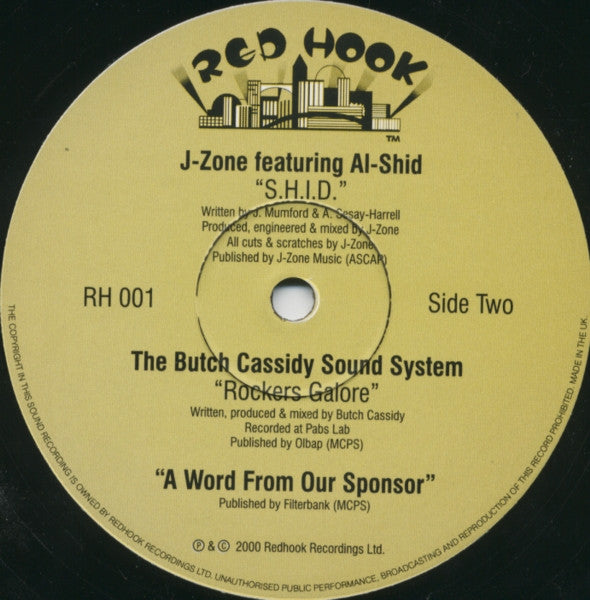 RED HOOK
TM
J-Zone featuring Al-Shid
“S.H.I.D.”
Written by J. Mumford & A. Sesay-Harrell
Produced, engineered & mixed by J-Zone
All cuts & scratches by J-Zone
Published by J-Zone Music (ASCAP)
RH 001
Side Two
The Butch Cassidy Sound System
“Rockers Galore”
Written, produced & mixed by Butch Cassidy
Recorded at Pabs Lab
Published by Olbap (MCPS)
“A Word From Our Sponsor”
Published by Filterbank (MCPS)
℗ & © 2000 Redhook Recordings Ltd.
THE COPYRIGHT IN THIS SOUND RECORDING IS OWNED BY REDHOOK RECORDINGS LTD. UNAUTHORISED PUBLIC PERFORMANCE, BROADCASTING AND REPRODUCTION OF THIS RECORD PROHIBITED. MADE IN THE UK.